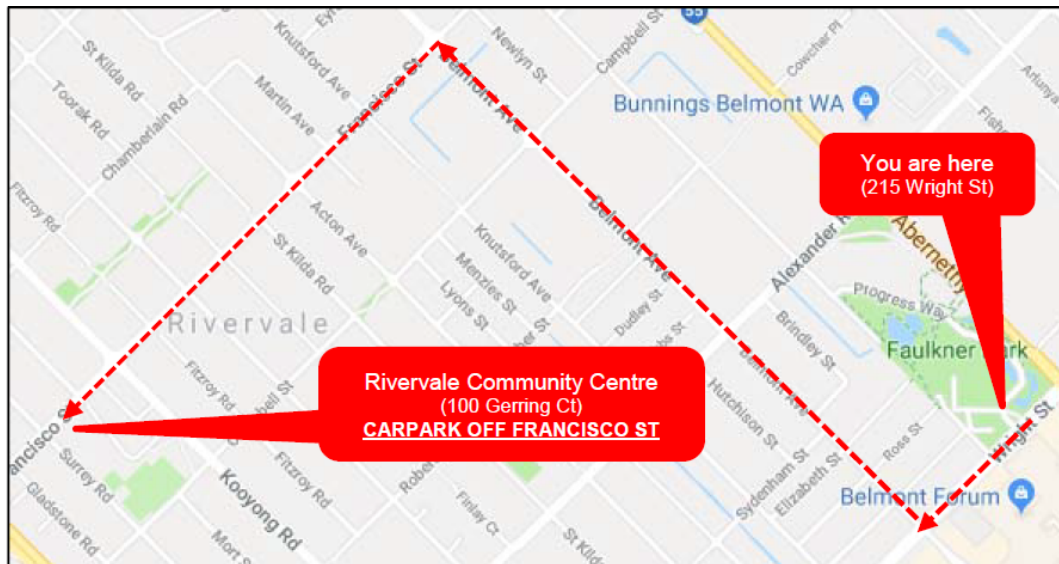 55
Eyre
Knutsford Ave
St Kilda Rd
Toorak Rd
Martin Ave
Chamberlain Rd
Francisco St
Belmont Ave
Newlyn St
Campbell St
Cowcher Pl
Bunnings Belmont WA
You are here
(215 Wright St)
Fitzroy Rd
Acton Ave
St Kilda Rd
Belmont Ave
Alexander
Abernethy
Knutsford Ave
Menzies St
Lyons St
Dudley St
Progress Way
Brindley St
Faulkner Park
Rivervale
Rivervale Community Centre
(100 Gerring Ct)
CARPARK OFF FRANCISCO ST
Fitzroy Rd
Belmont Ave
Hutchison St
Ross St
Wright St
Surrey Rd
Gladstone Rd
Kooyong Rd
Fitzroy Rd
Mort St
Finlay Ct
Sydenham St
Elizabeth St
Belmont Forum